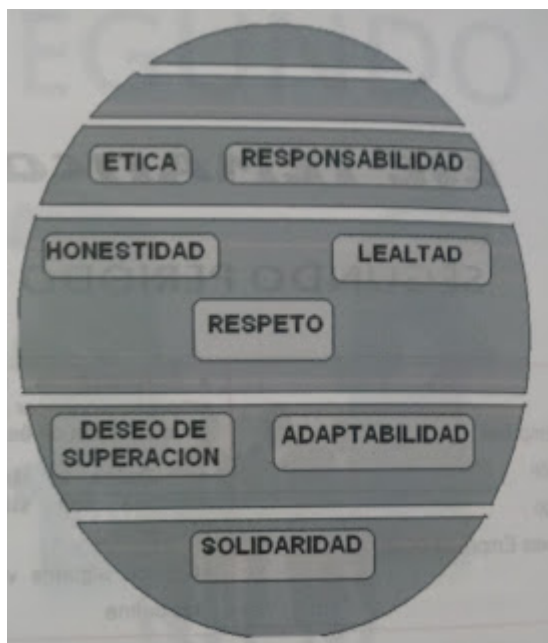 ETICA
RESPONSABILIDAD
HONESTIDAD
LEALTAD
RESPETO
DESEO DE
SUPERACION
ADAPTABILIDAD
SOLIDARIDAD